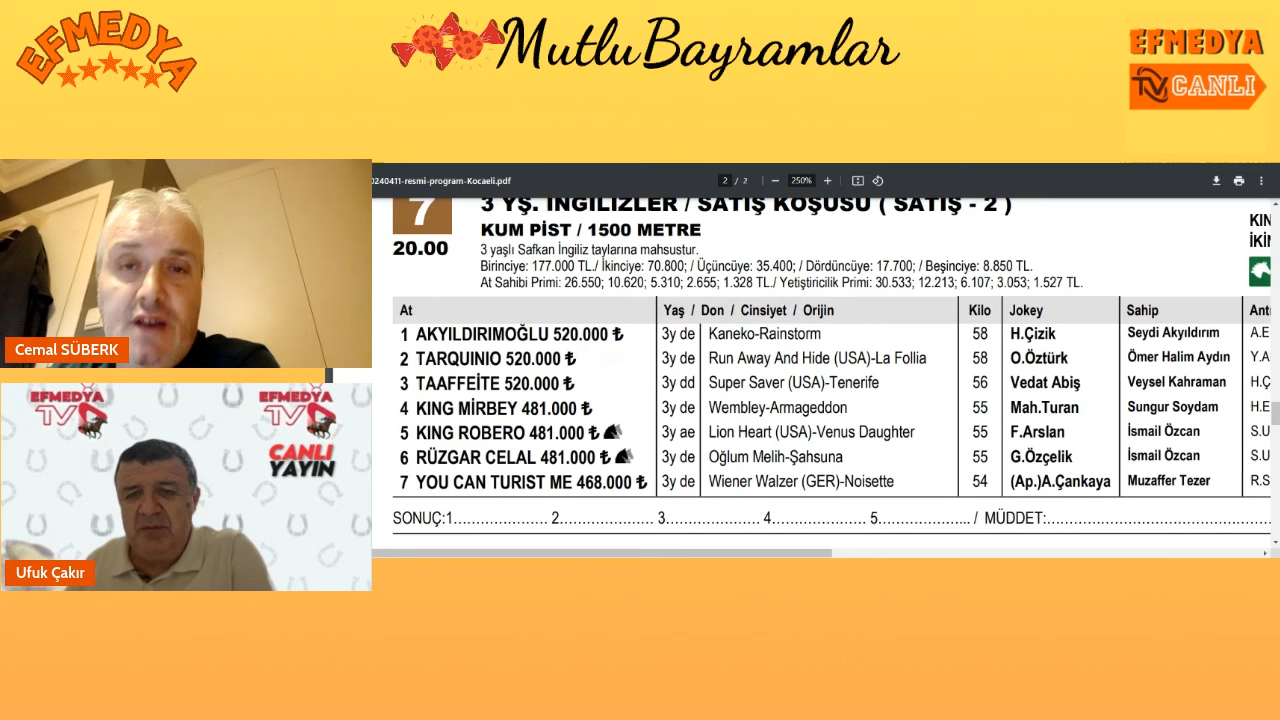 EFMEDYA
Mutlu Bayramlar
EFMEDYA
TV CANLI
20240411-resmi-program-Kocaeli.pdf
2 / 2
250%
7
20.00
3 YŞ. İNGİLİZLER / SATIŞ KOŞUSU ( SATIŞ - 2 )
KUM PİST / 1500 METRE
3 yaşlı Safkan İngiliz taylarına mahsustur.
Birinciye: 177.000 TL./ İkinciye: 70.800; / Üçüncüye: 35.400; / Dördüncüye: 17.700; / Beşinciye: 8.850 TL.
At Sahibi Primi: 26.550; 10.620; 5.310; 2.655; 1.328 TL./ Yetiştiricilik Primi: 30.533; 12.213; 6.107; 3.053; 1.527 TL.
KIN
İKİN
At Yaş / Don / Cinsiyet / Orijin Kilo Jokey Sahip Ant
1 AKYILDIRIMOĞLU 520.000 ₺ 3y de Kaneko-Rainstorm 58 H.Çizik Seydi Akyıldırım A.E
2 TARQUINIO 520.000 ₺ 3y de Run Away And Hide (USA)-La Follia 58 O.Öztürk Ömer Halim Aydın Y.A
3 TAAFFEİTE 520.000 ₺ 3y dd Super Saver (USA)-Tenerife 56 Vedat Abiş Veysel Kahraman H.Ç
4 KING MİRBEY 481.000 ₺ 3y de Wembley-Armageddon 55 Mah.Turan Sungur Soydam H.E
5 KING ROBERO 481.000 ₺ 3y ae Lion Heart (USA)-Venus Daughter 55 F.Arslan İsmail Özcan S.U
6 RÜZGAR CELAL 481.000 ₺ 3y de Oğlum Melih-Şahsuna 55 G.Özçelik İsmail Özcan S.U
7 YOU CAN TURIST ME 468.000 ₺ 3y de Wiener Walzer (GER)-Noisette 54 (Ap.)A.Çankaya Muzaffer Tezer R.S
SONUÇ:1..................... 2..................... 3..................... 4..................... 5..................... / MÜDDET:..........................................
Cemal SÜBERK
EFMEDYA
TV
EFMEDYA
TV
CANLI
YAYIN
Ufuk Çakır